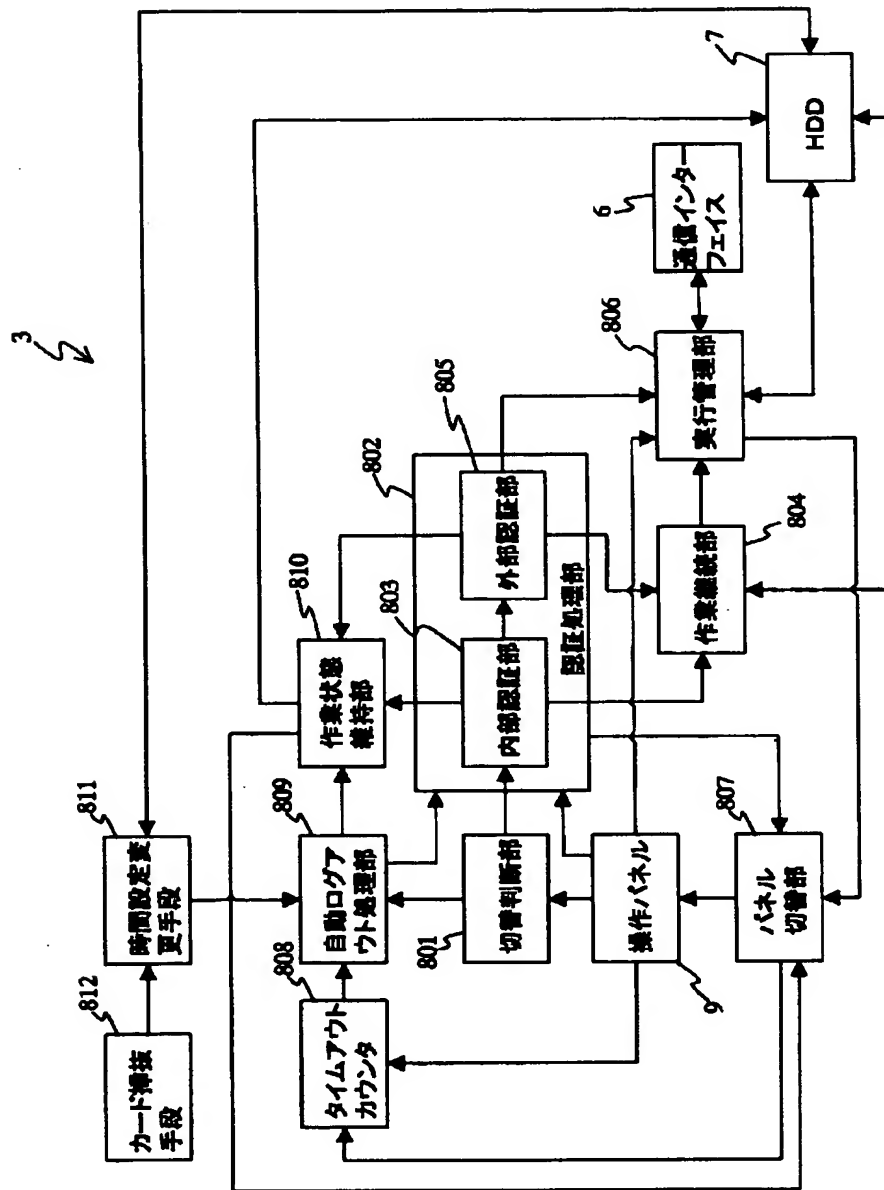 3
812
カード挿抜
手段
811
時間設定変
更手段
7
HDD
6
通信インター
フェイス
808
タイムアウト
カウンタ
809
自動ログア
ウト処理部
810
作業状態
維持部
802
認証処理部
803
内部認証部
805
外部認証部
806
実行管理部
801
切替判断部
804
作業継続部
9
操作パネル
807
パネル
切替部